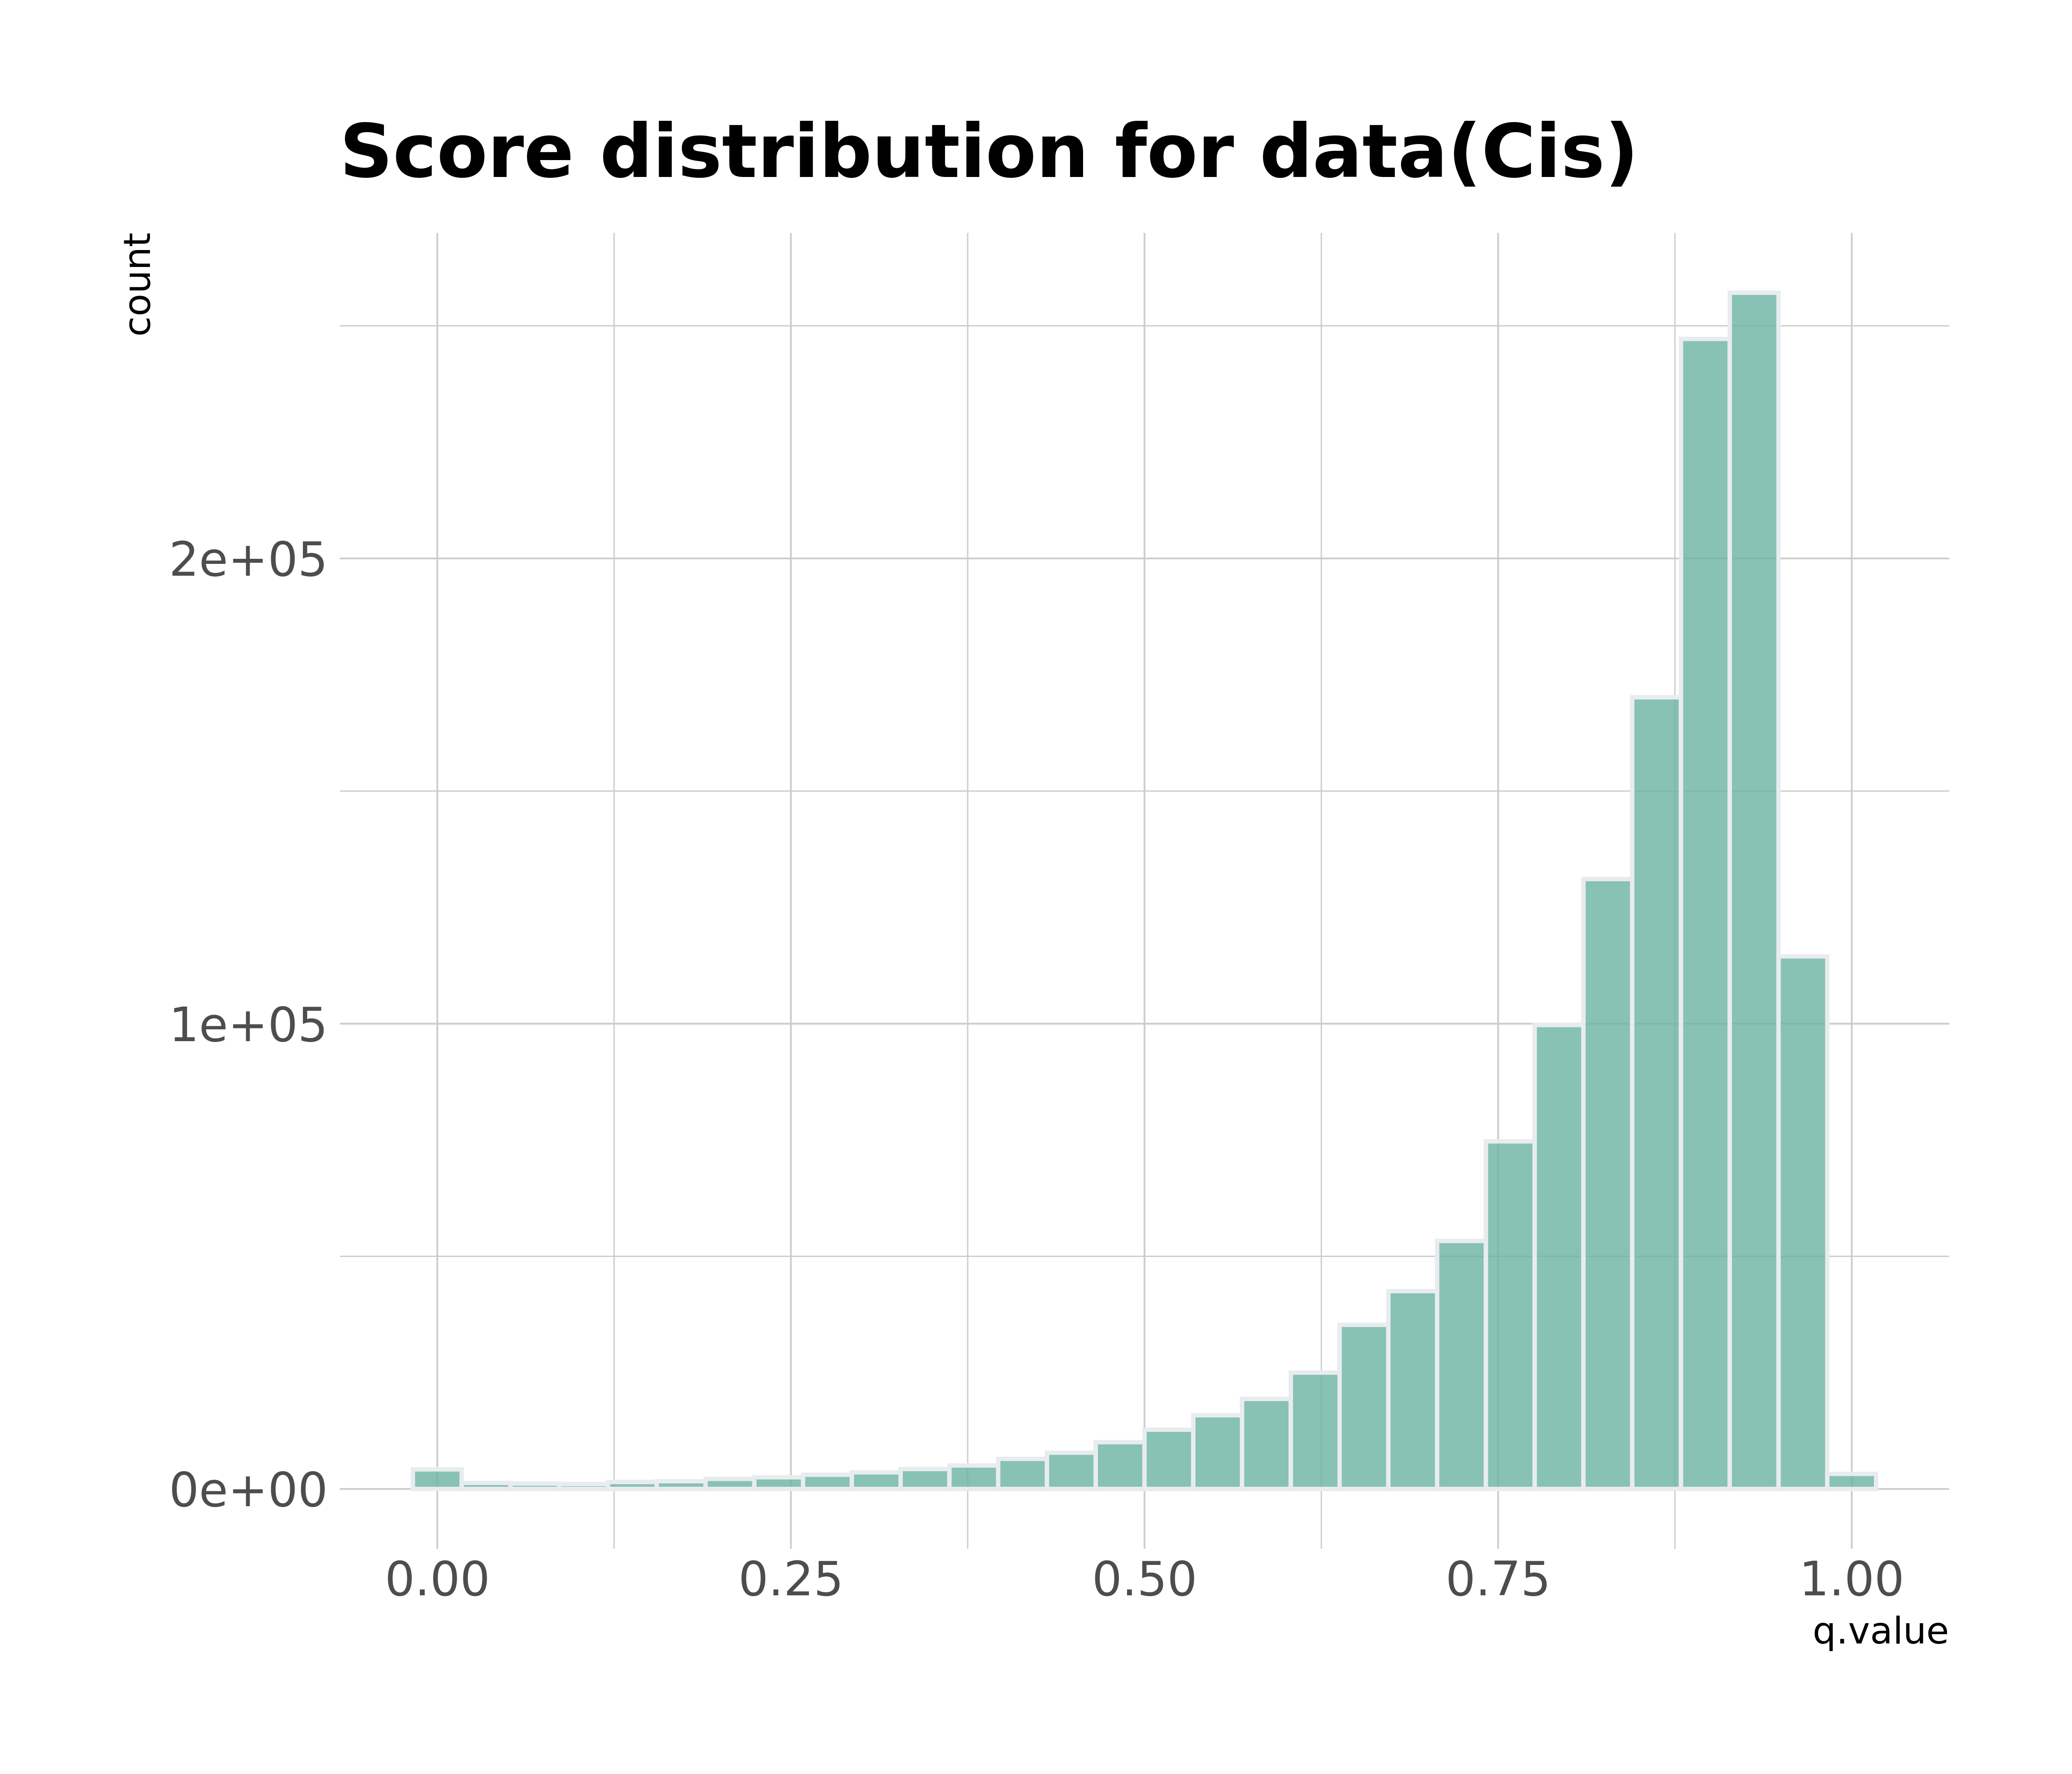 Score distribution for data(Cis)
count
2e+05
1e+05
0e+00
0.00 0.25 0.50 0.75 1.00
q.value